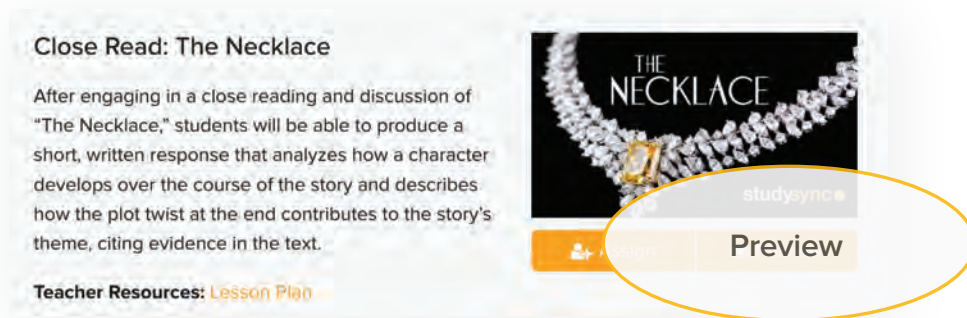 Close Read: The Necklace
After engaging in a close reading and discussion of
“The Necklace,” students will be able to produce a
short, written response that analyzes how a character
develops over the course of the story and describes
how the plot twist at the end contributes to the story’s
theme, citing evidence in the text.
Teacher Resources: Lesson Plan
THE
NECKLACE
studysync
Assign
Preview